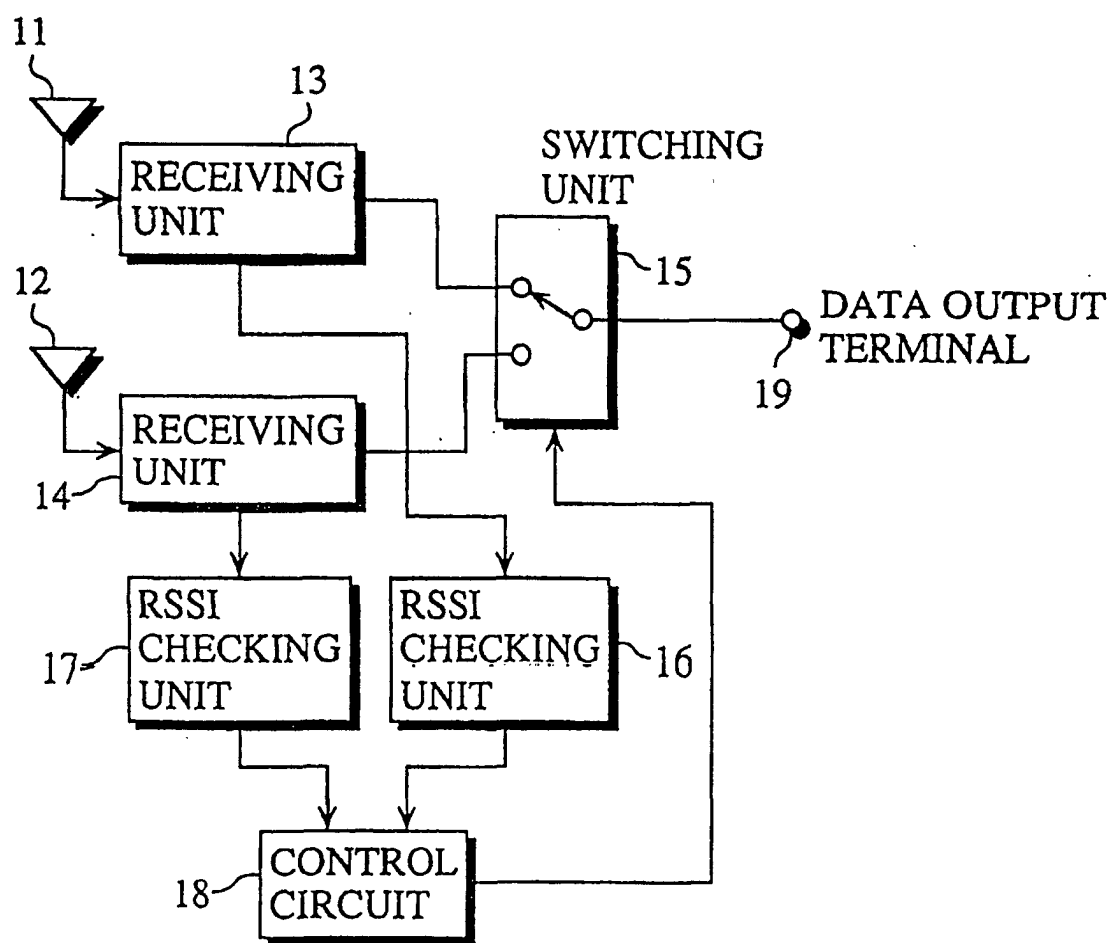 11
13
RECEIVING
UNIT
SWITCHING
UNIT
15
DATA OUTPUT
TERMINAL
19
12
RECEIVING
UNIT
14
RSSI
CHECKING
UNIT
17
RSSI
CHECKING
UNIT
16
CONTROL
CIRCUIT
18